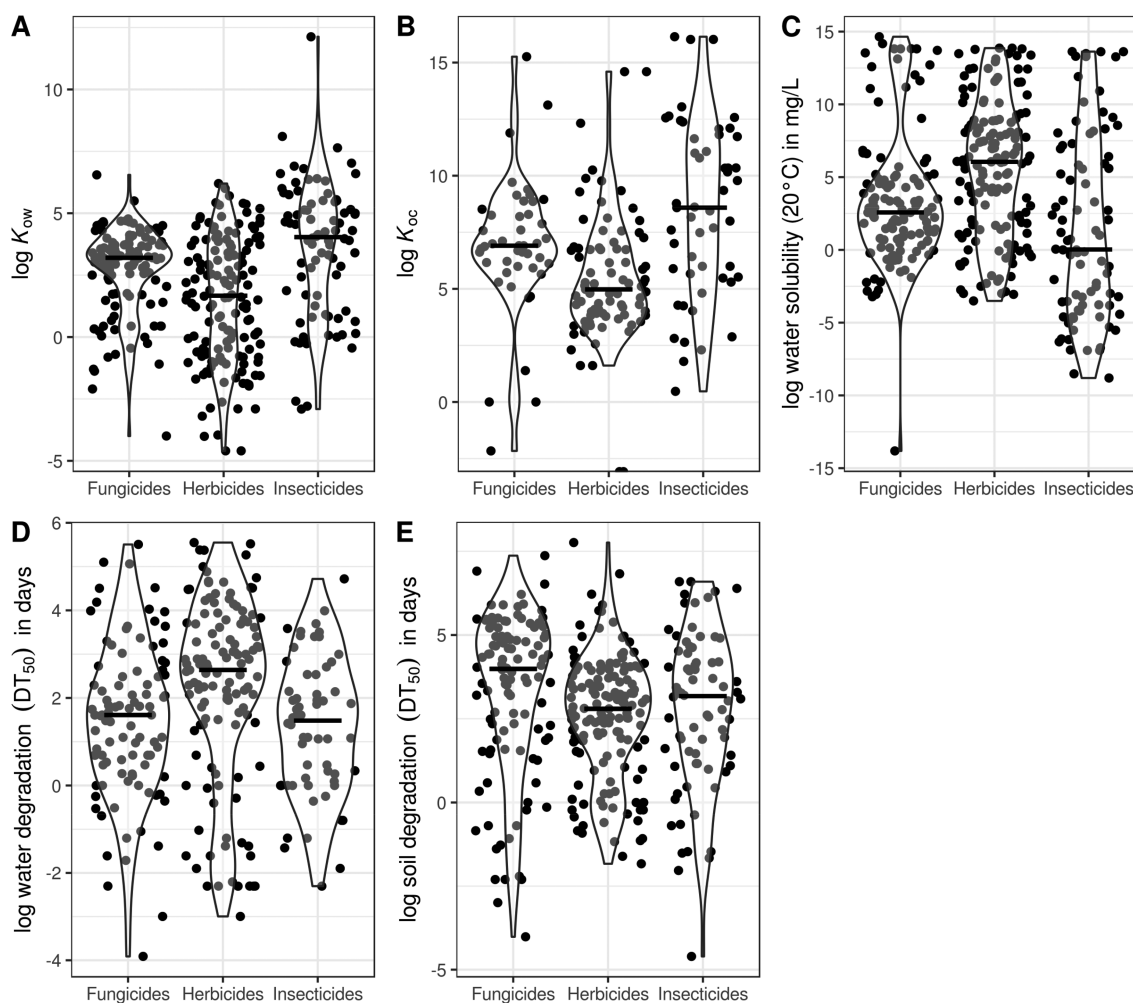 A
log Kow
10
5
0
-5
Fungicides Herbicides Insecticides
B
log Koc
15
10
5
0
Fungicides Herbicides Insecticides
C
log water solubility (20°C) in mg/L
15
10
5
0
-5
-10
-15
Fungicides Herbicides Insecticides
D
log water degradation (DT50) in days
6
4
2
0
-2
-4
Fungicides Herbicides Insecticides
E
log soil degradation (DT50) in days
5
0
-5
Fungicides Herbicides Insecticides